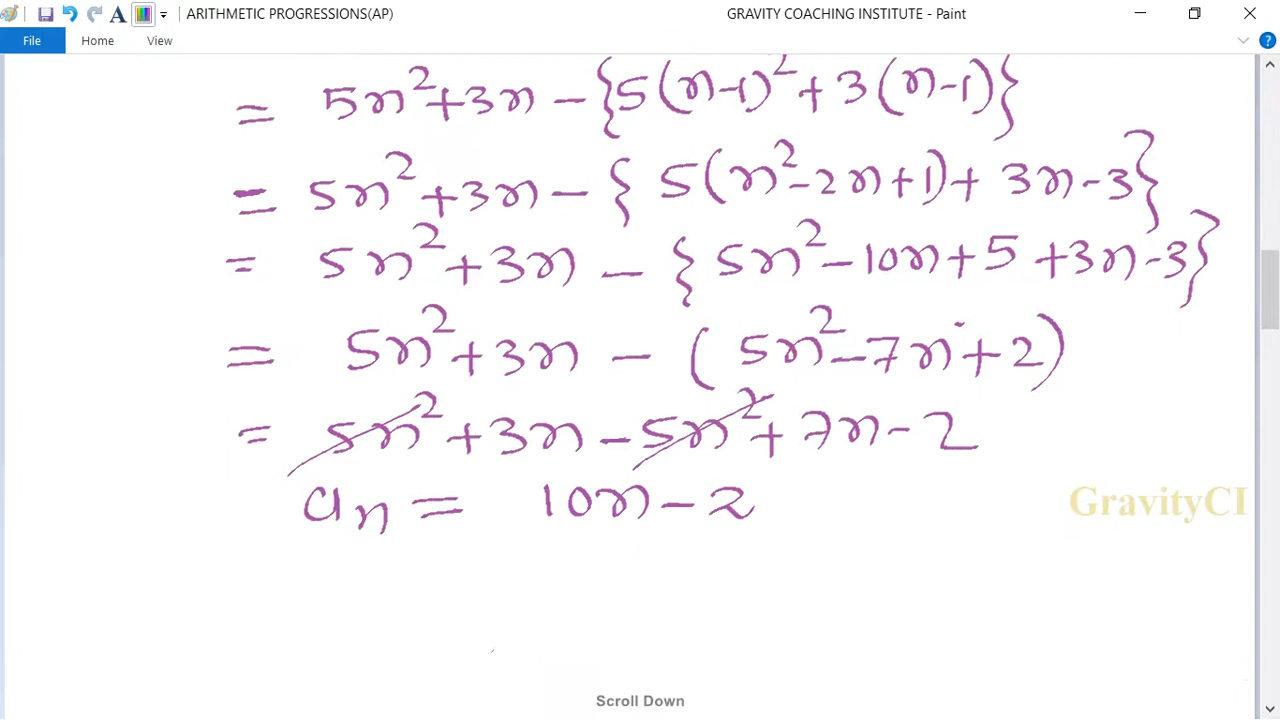 ARITHMETIC PROGRESSIONS(AP) GRAVITY COACHING INSTITUTE - Paint
File Home View
= 5n²+3n - {5(n-1)² + 3(n-1)}
= 5n²+3n - {5(n²-2n+1)+ 3n-3}
= 5n²+3n - {5n²-10n+5 +3n-3}
= 5n²+3n - (5n²-7n+2)
= 5n²+3n - 5n²+ 7n-2
an = 10n-2
GravityCI
Scroll Down